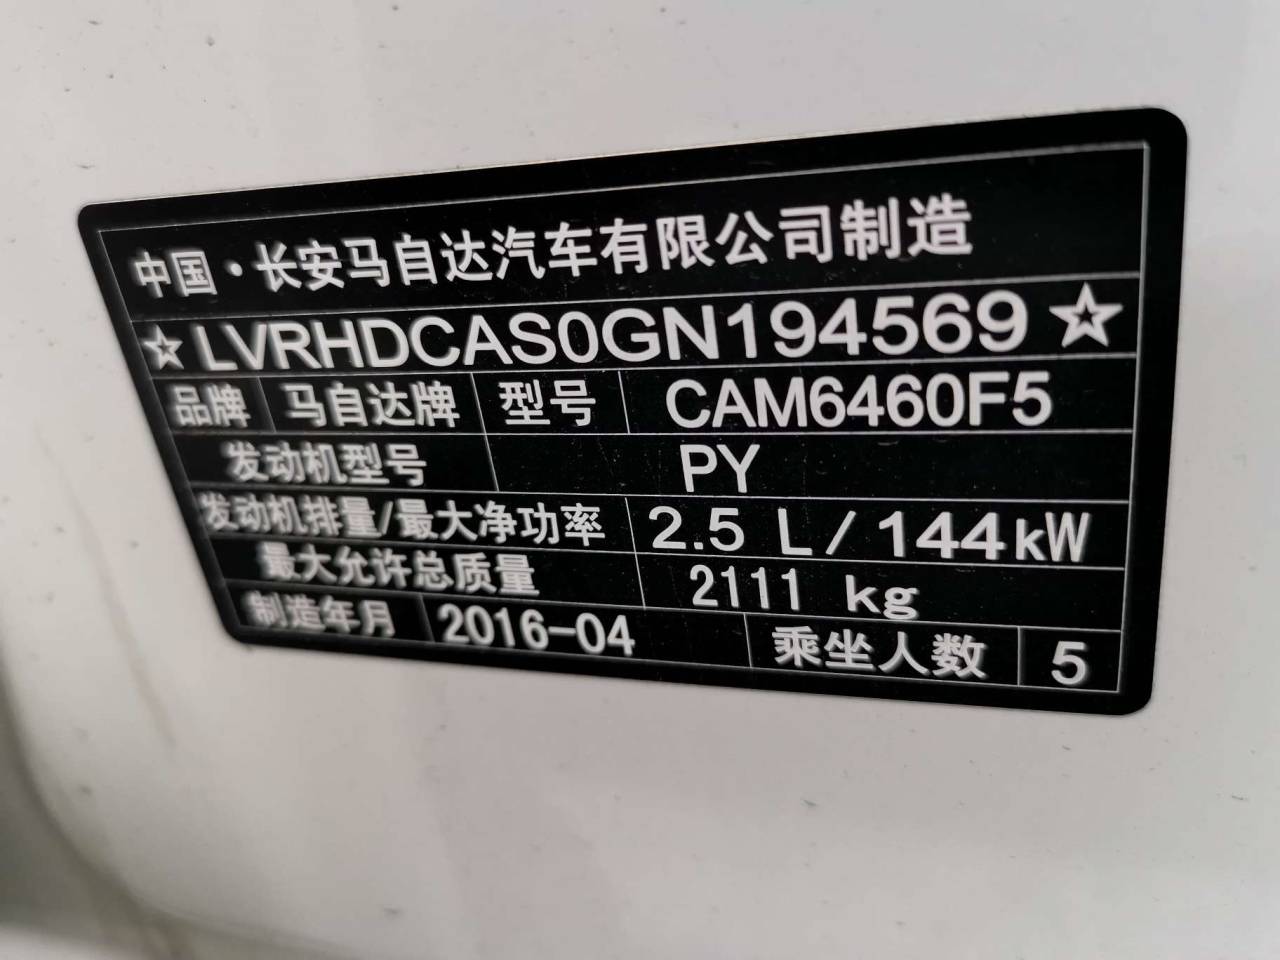 中国·长安马自达汽车有限公司制造
☆LVRHDCAS0GN194569☆
品牌 马自达牌 型号 CAM6460F5
发动机型号 PY
发动机排量/最大净功率 2.5 L/144kW
最大允许总质量 2111 kg
制造年月 2016-04 乘坐人数 5